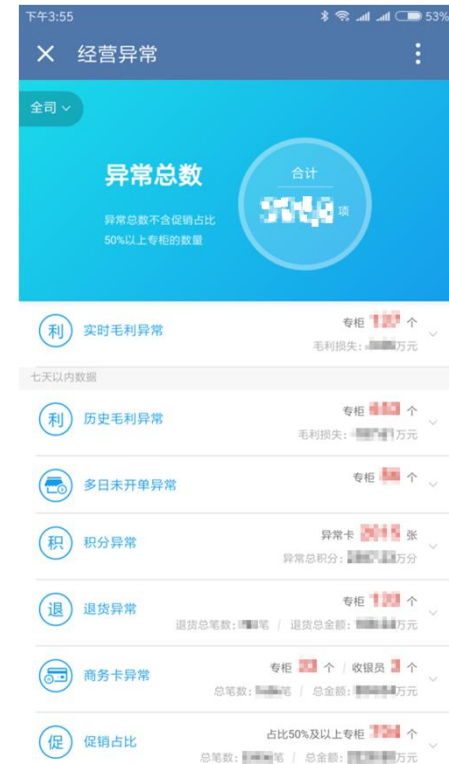 下午3:55
53%
经营异常
全司
异常总数
合计
项
异常总数不含促销占比
50%以上专柜的数量
利 实时毛利异常
专柜 个
毛利损失: 万元
七天以内数据
利 历史毛利异常
专柜 个
毛利损失: 万元
多日未开单异常
专柜 个
积 积分异常
异常卡 张
异常总积分: 万分
退 退货异常
专柜 个
退货总笔数: 笔 / 退货总金额: 万元
商务卡异常
专柜 个 / 收银员 个
总笔数: 笔 / 总金额: 万元
促 促销占比
占比50%及以上专柜 个
总笔数: 笔 / 总金额: 万元